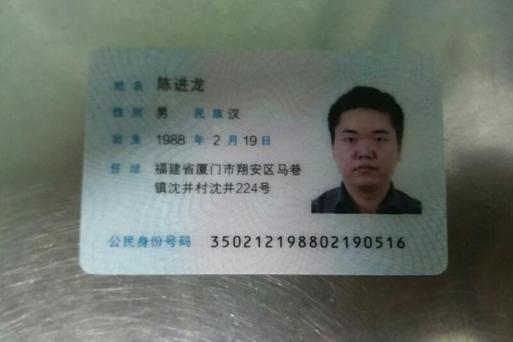 姓名 陈进龙
性别 男 民族 汉
出生 1988 年 2 月 19 日
住址 福建省厦门市翔安区马巷
镇沈井村沈井224号
公民身份号码 350212198802190516